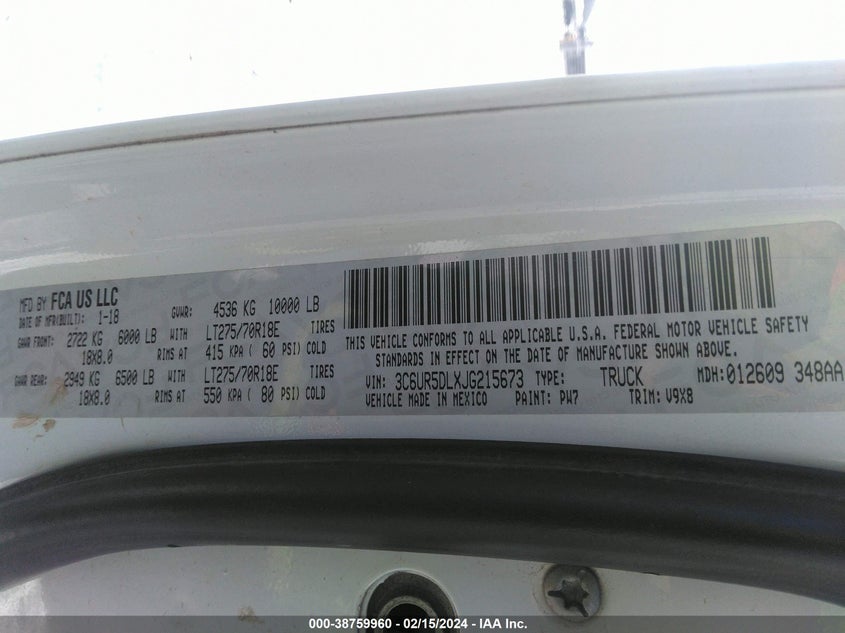 MFD BY FCA US LLC
DATE OF MFR(BUILT): 1-18 GVWR: 4536 KG 10000 LB
GAWR FRONT: 2722 KG 6000 LB WITH LT275/70R18E TIRES
18X8.0 RIMS AT 415 KPA ( 60 PSI) COLD
GAWR REAR: 2949 KG 6500 LB WITH LT275/70R18E TIRES
18X8.0 RIMS AT 550 KPA ( 80 PSI) COLD
THIS VEHICLE CONFORMS TO ALL APPLICABLE U.S.A. FEDERAL MOTOR VEHICLE SAFETY
STANDARDS IN EFFECT ON THE DATE OF MANUFACTURE SHOWN ABOVE.
VIN: 3C6UR5DLXJG215673 TYPE: TRUCK MDH: 012609 348AA
VEHICLE MADE IN MEXICO PAINT: PW7 TRIM: V9X8
000-38759960 - 02/15/2024 - IAA Inc.